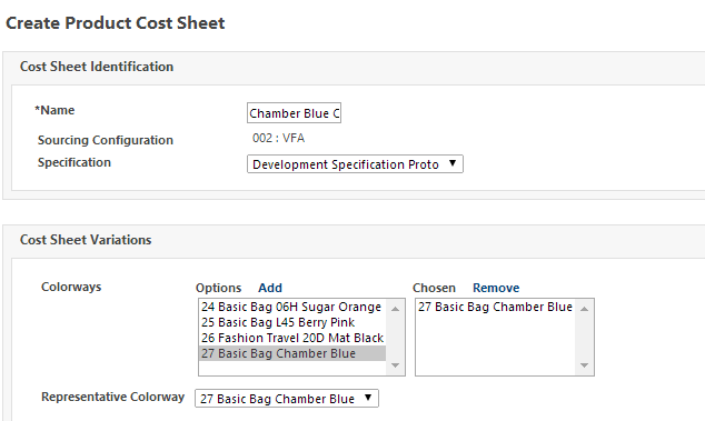 Create Product Cost Sheet
Cost Sheet Identification
*Name Chamber Blue C
Sourcing Configuration 002 : VFA
Specification Development Specification Proto
Cost Sheet Variations
Colorways Options Add Chosen Remove
24 Basic Bag 06H Sugar Orange 27 Basic Bag Chamber Blue
25 Basic Bag L45 Berry Pink
26 Fashion Travel 20D Mat Black
27 Basic Bag Chamber Blue
Representative Colorway 27 Basic Bag Chamber Blue